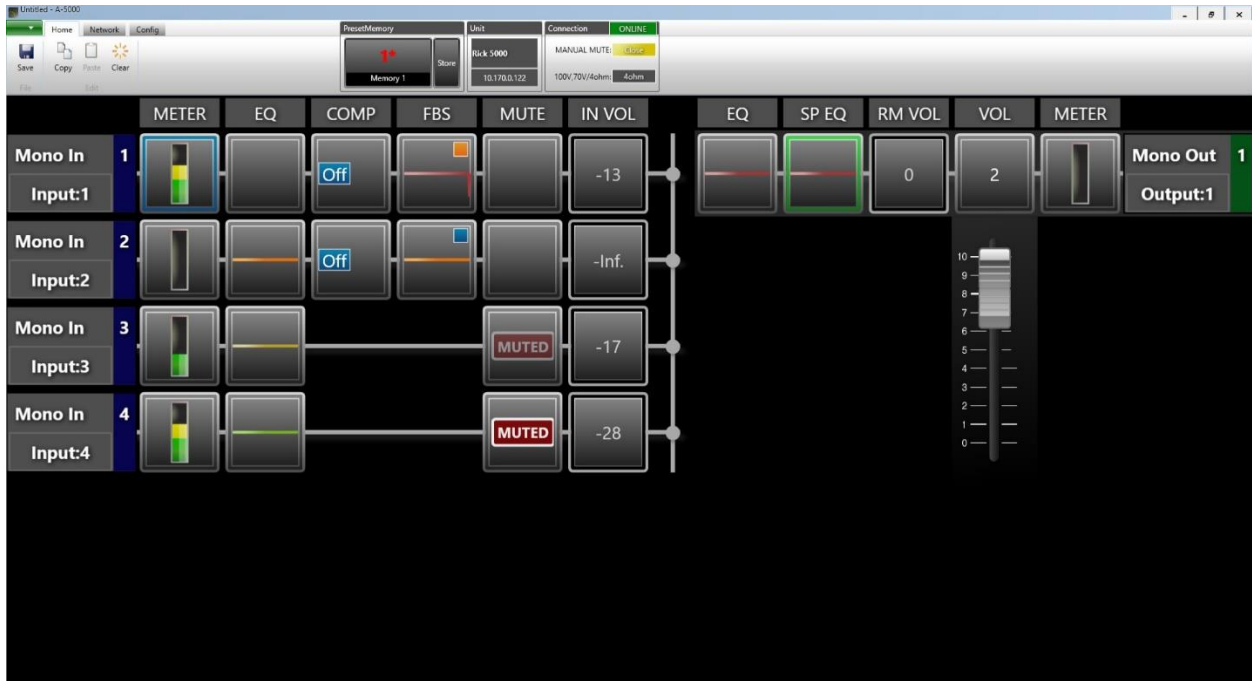 Untitled - A-5000
Home Network Config
Save Copy Paste Clear
File Edit
PresetMemory
1*
Memory 1
Store
Unit
Rick 5000
10.170.0.122
Connection ONLINE
MANUAL MUTE: Close
100V,70V/4ohm: 4ohm
METER EQ COMP FBS MUTE IN VOL EQ SP EQ RM VOL VOL METER
Mono In 1
Input:1
Off
-13
0
2
Mono Out 1
Output:1
Mono In 2
Input:2
Off
-Inf.
Mono In 3
Input:3
MUTED
-17
Mono In 4
Input:4
MUTED
-28
10
9
8
7
6
5
4
3
2
1
0